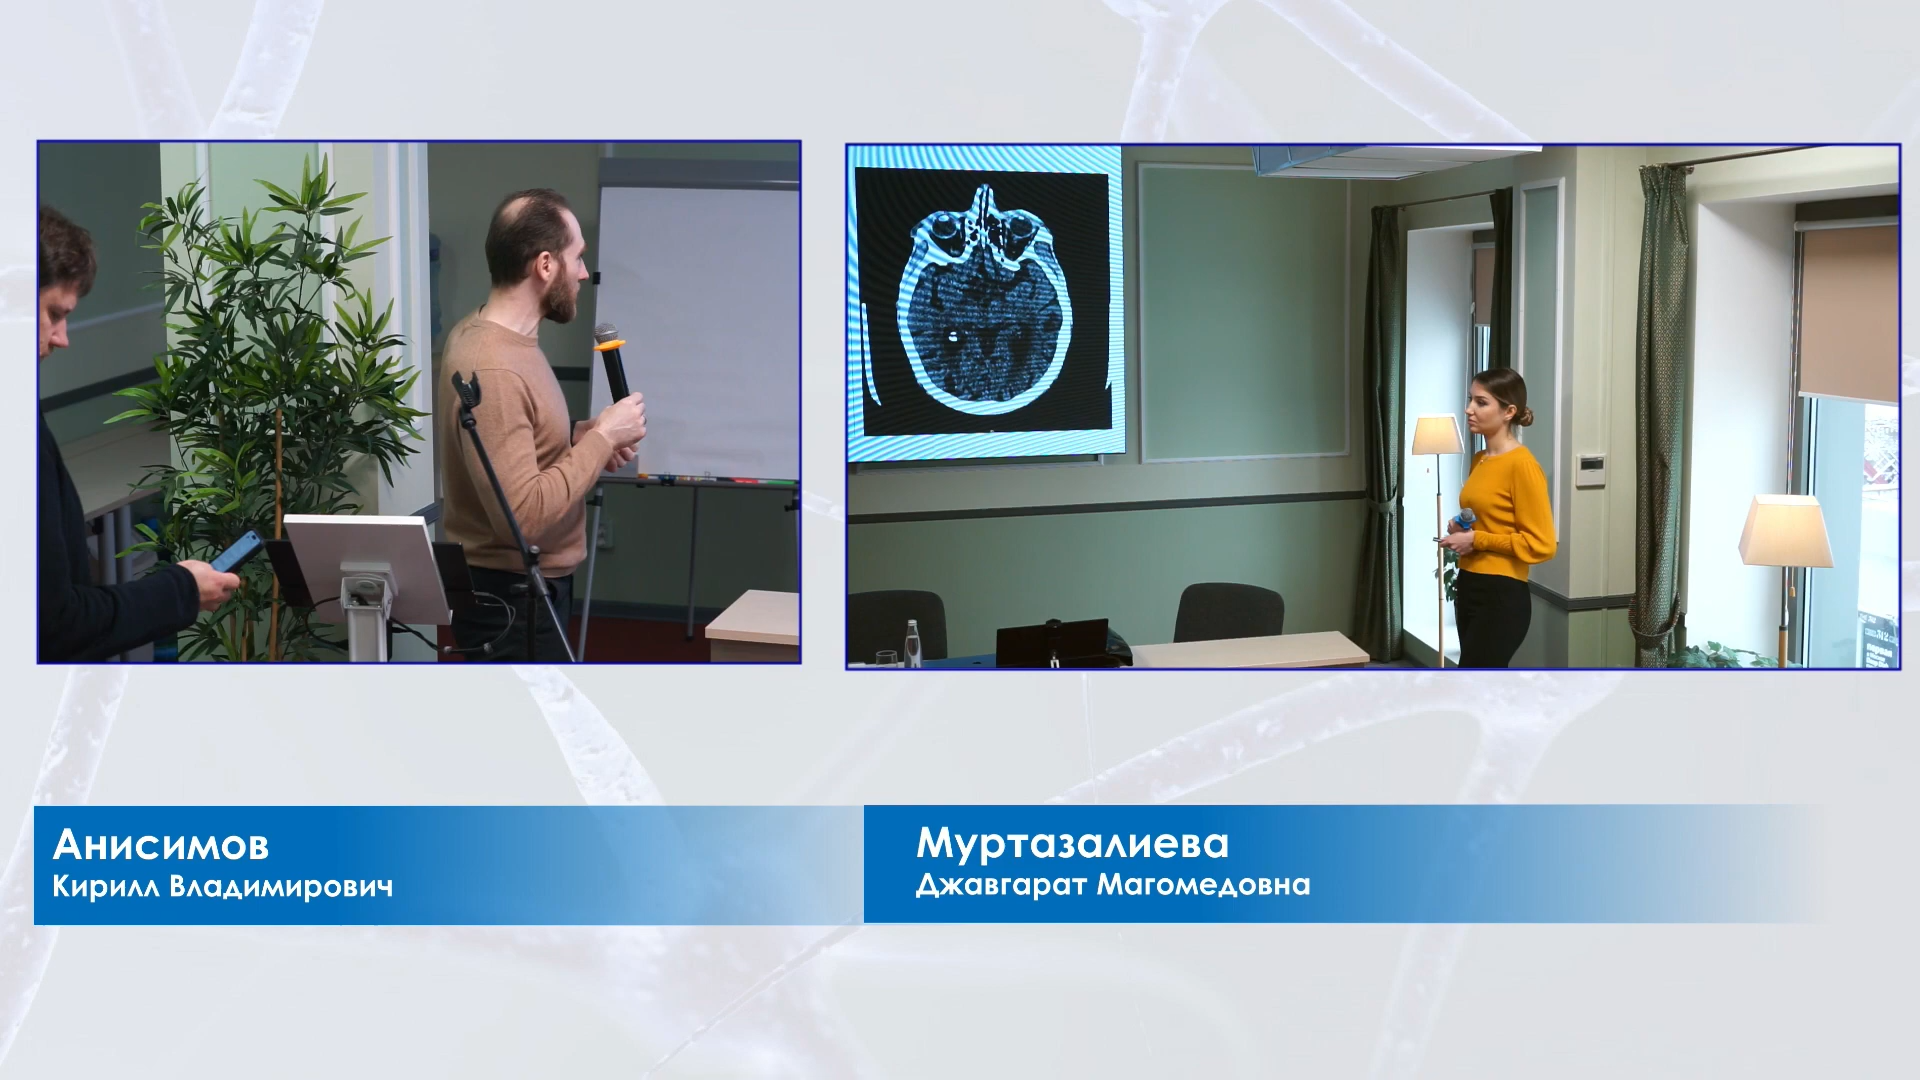 Анисимов
Кирилл Владимирович
Муртазалиева
Джавгарат Магомедовна